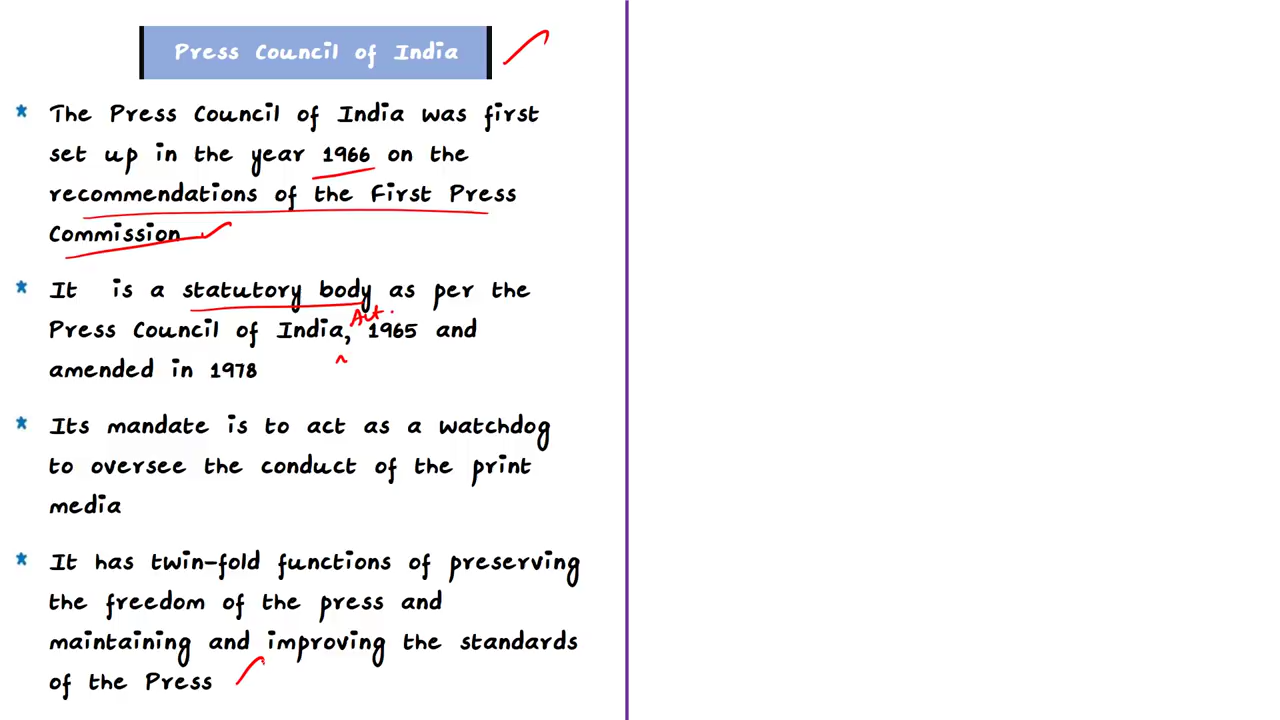 Press Council of India
* The Press Council of India was first
set up in the year 1966 on the
recommendations of the First Press
Commission
* It is a statutory body as per the
Act.
Press Council of India, 1965 and
amended in 1978
* Its mandate is to act as a watchdog
to oversee the conduct of the print
media
* It has twin-fold functions of preserving
the freedom of the press and
maintaining and improving the standards
of the Press